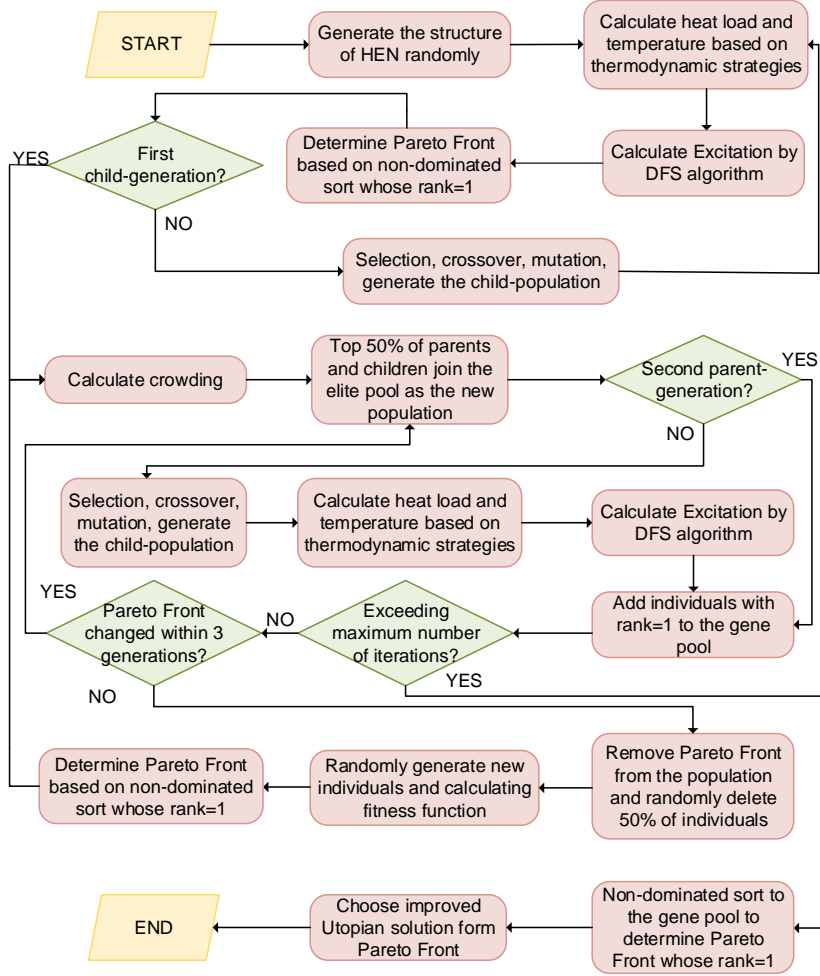 START
Generate the structure
of HEN randomly
Calculate heat load and
temperature based on
thermodynamic strategies
YES
First
child-generation?
Determine Pareto Front
based on non-dominated
sort whose rank=1
Calculate Excitation by
DFS algorithm
NO
Selection, crossover, mutation,
generate the child-population
Calculate crowding
Top 50% of parents
and children join the
elite pool as the new
population
Second parent-
generation?
YES
NO
Selection, crossover,
mutation, generate
the child-population
Calculate heat load and
temperature based on
thermodynamic strategies
Calculate Excitation by
DFS algorithm
YES
Pareto Front
changed within 3
generations?
NO
Exceeding
maximum number
of iterations?
Add individuals with
rank=1 to the gene
pool
NO
YES
Determine Pareto Front
based on non-dominated
sort whose rank=1
Randomly generate new
individuals and calculating
fitness function
Remove Pareto Front
from the population
and randomly delete
50% of individuals
END
Choose improved
Utopian solution form
Pareto Front
Non-dominated sort to
the gene pool to
determine Pareto
Front whose rank=1